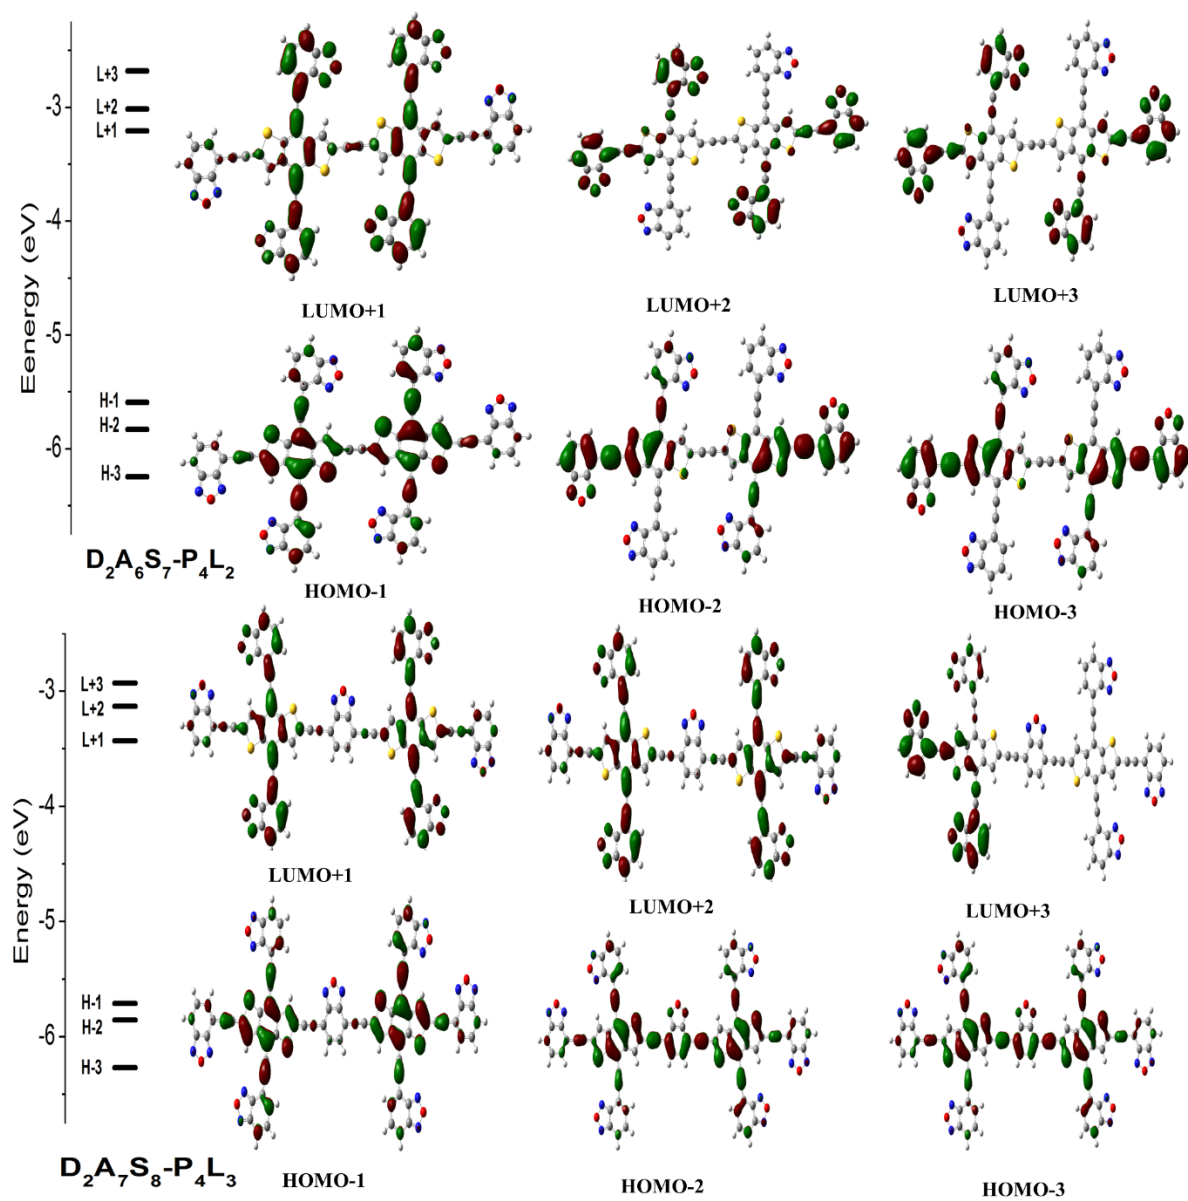 Eenergy (eV)
-3
-4
-5
-6
L+3
L+2
L+1
H-1
H-2
H-3
LUMO+1
LUMO+2
LUMO+3
D₂A₆S₇-P₄L₂
HOMO-1
HOMO-2
HOMO-3
Energy (eV)
-3
-4
-5
-6
L+3
L+2
L+1
H-1
H-2
H-3
LUMO+1
LUMO+2
LUMO+3
D₂A₇S₈-P₄L₃
HOMO-1
HOMO-2
HOMO-3